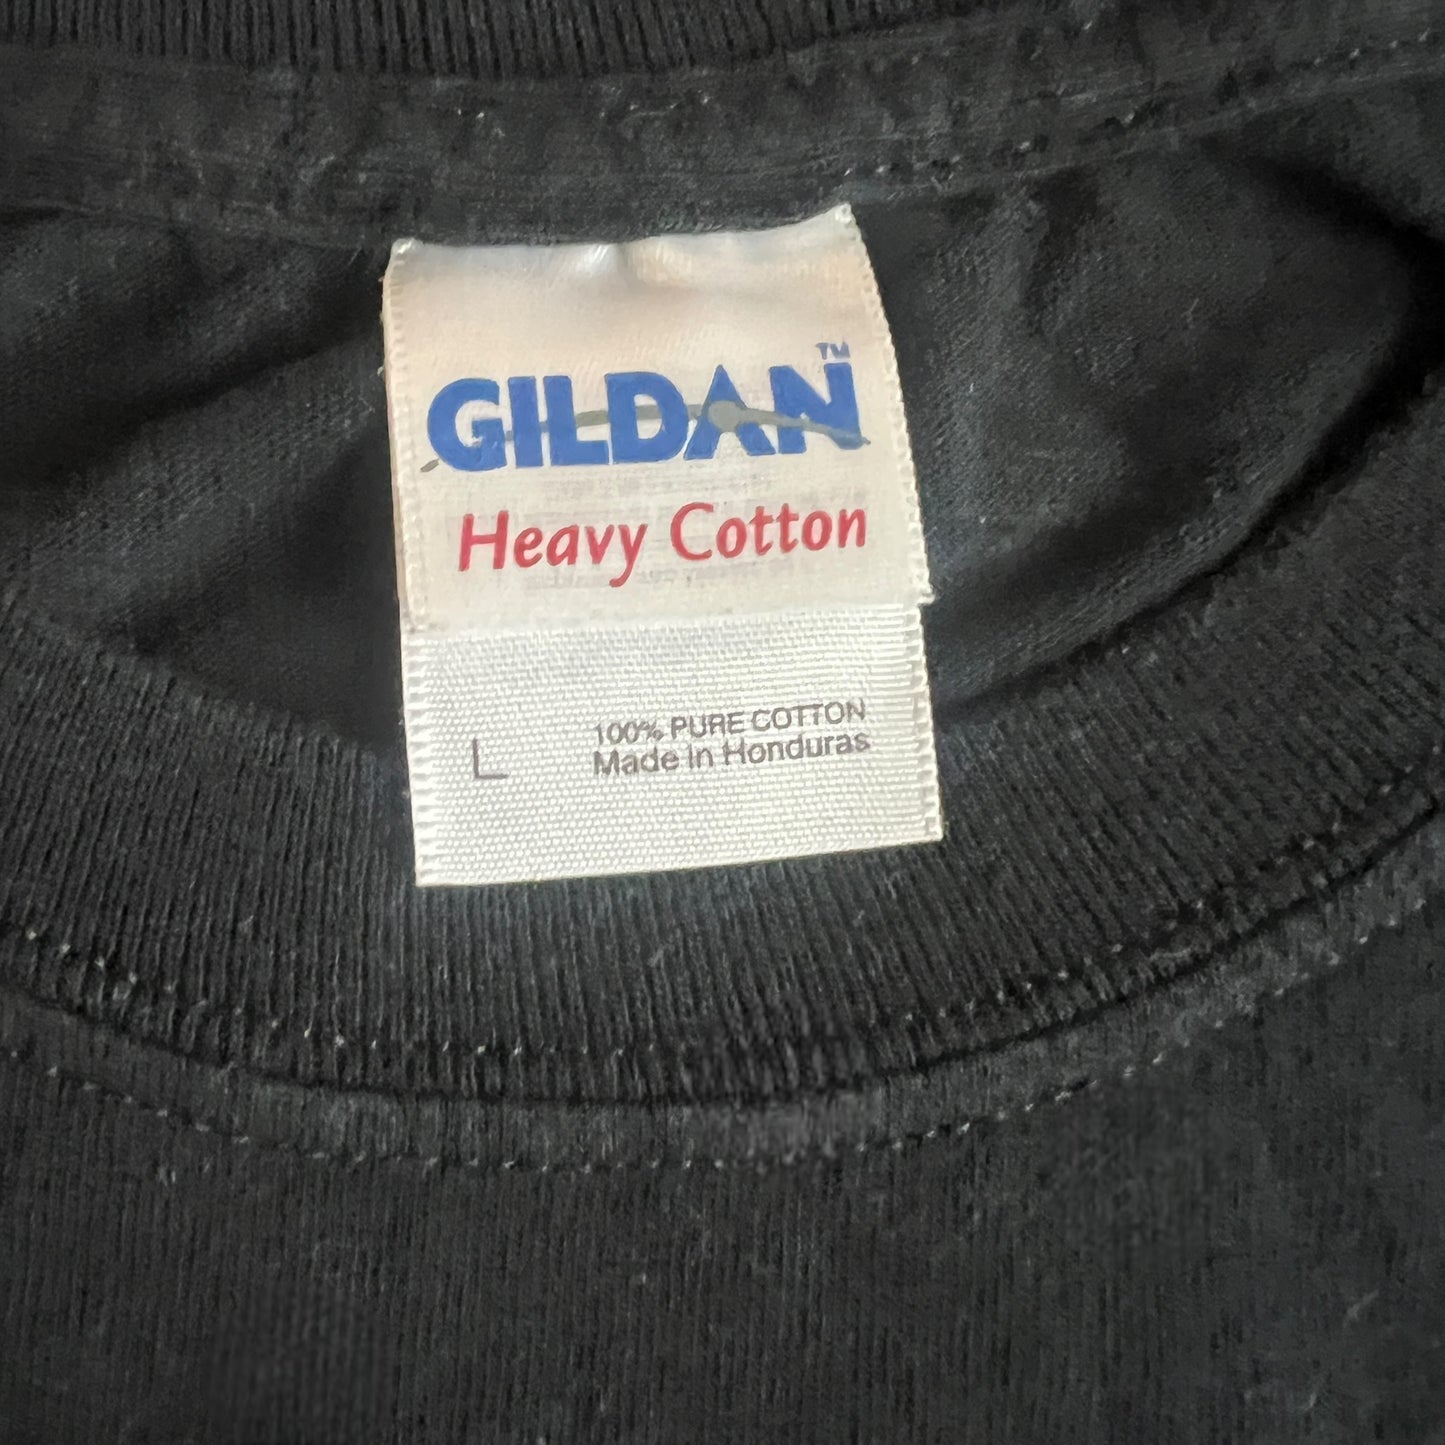 GILDAN™
Heavy Cotton
100% PURE COTTON
L
Made in Honduras